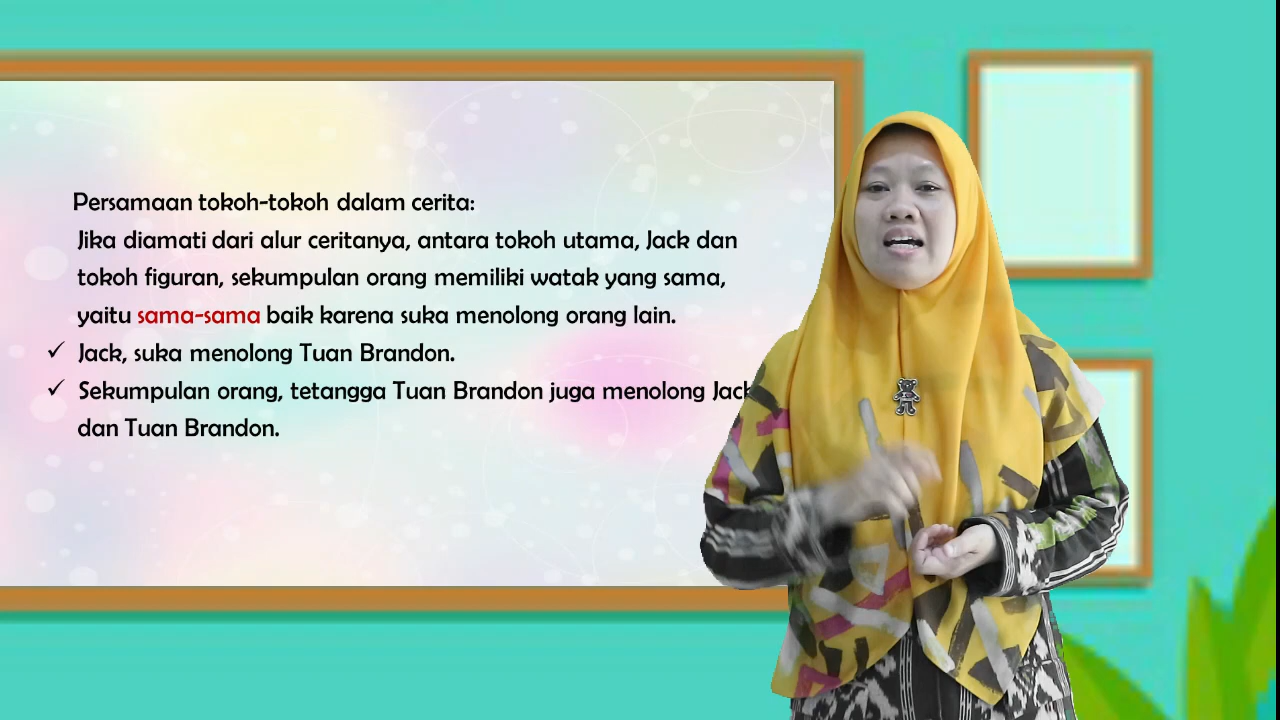 Persamaan tokoh-tokoh dalam cerita:
Jika diamati dari alur ceritanya, antara tokoh utama, Jack dan
tokoh figuran, sekumpulan orang memiliki watak yang sama,
yaitu sama-sama baik karena suka menolong orang lain.
✓ Jack, suka menolong Tuan Brandon.
✓ Sekumpulan orang, tetangga Tuan Brandon juga menolong Jack
dan Tuan Brandon.